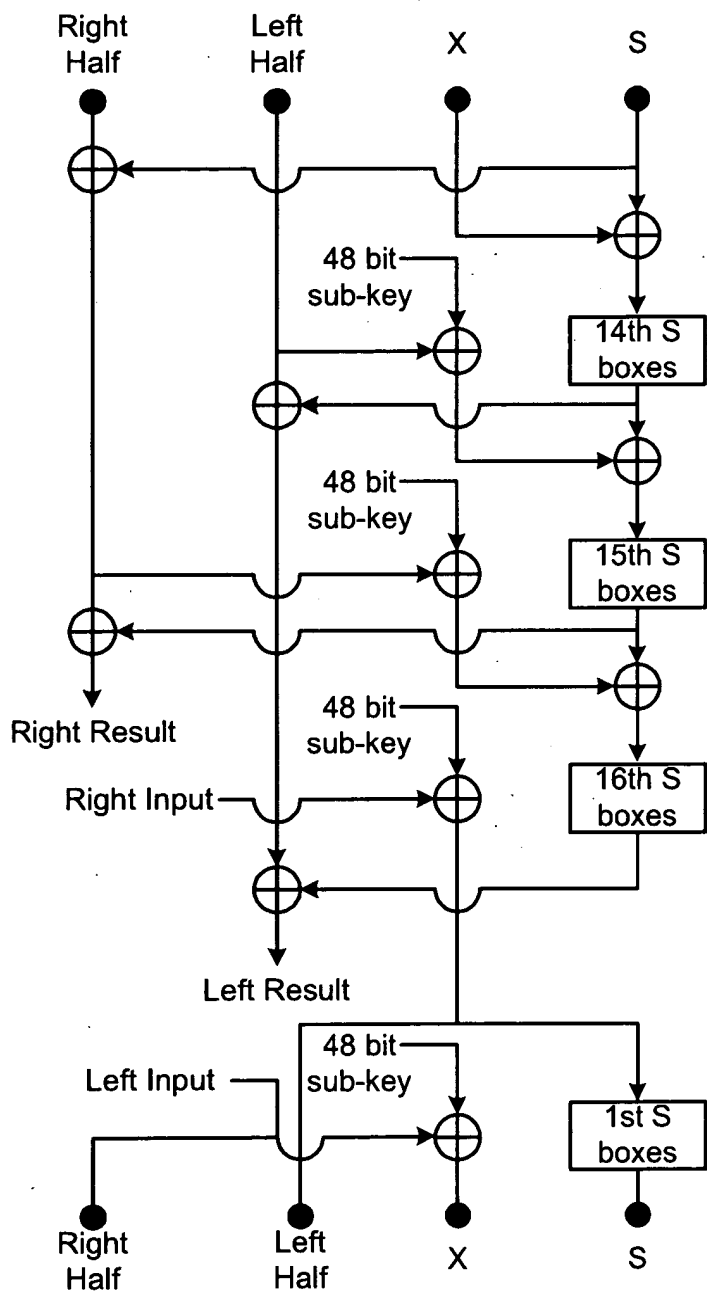 Right
Half
Left
Half
X
S
48 bit
sub-key
14th S
boxes
48 bit
sub-key
15th S
boxes
Right Result
48 bit
sub-key
Right Input
16th S
boxes
Left Result
48 bit
sub-key
Left Input
1st S
boxes
Right
Half
Left
Half
X
S